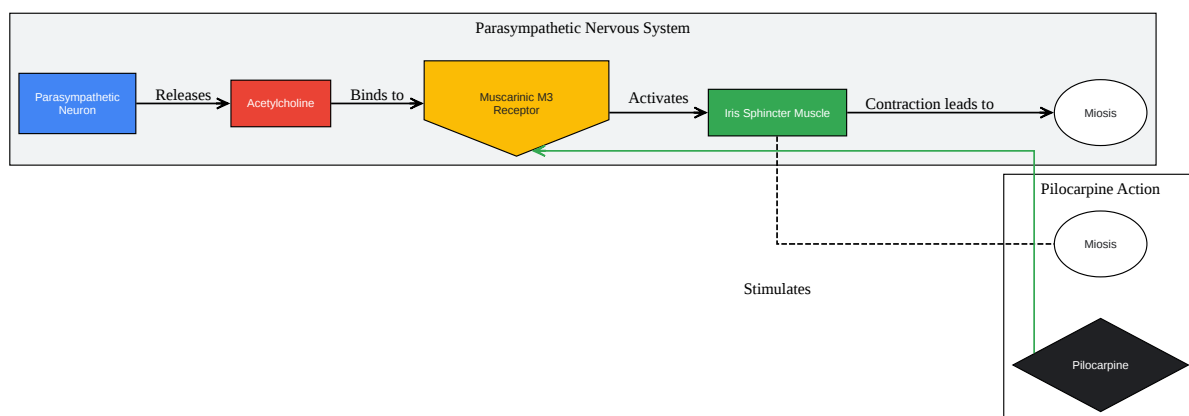 Parasympathetic Nervous System
Parasympathetic
Neuron
Releases
Acetylcholine
Binds to
Muscarinic M3
Receptor
Activates
Iris Sphincter Muscle
Contraction leads to
Miosis
Pilocarpine Action
Miosis
Stimulates
Pilocarpine